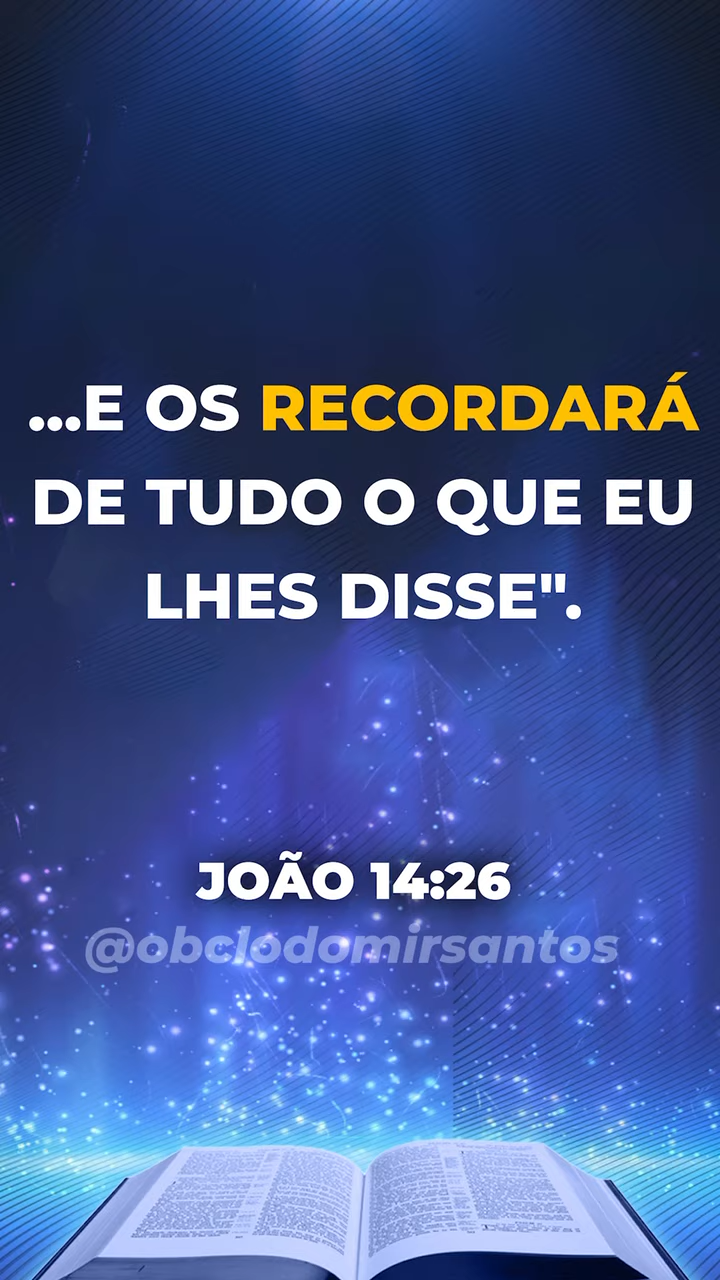 ...E OS RECORDARÁ
DE TUDO O QUE EU
LHES DISSE".
JOÃO 14:26
@obclodomirsantos